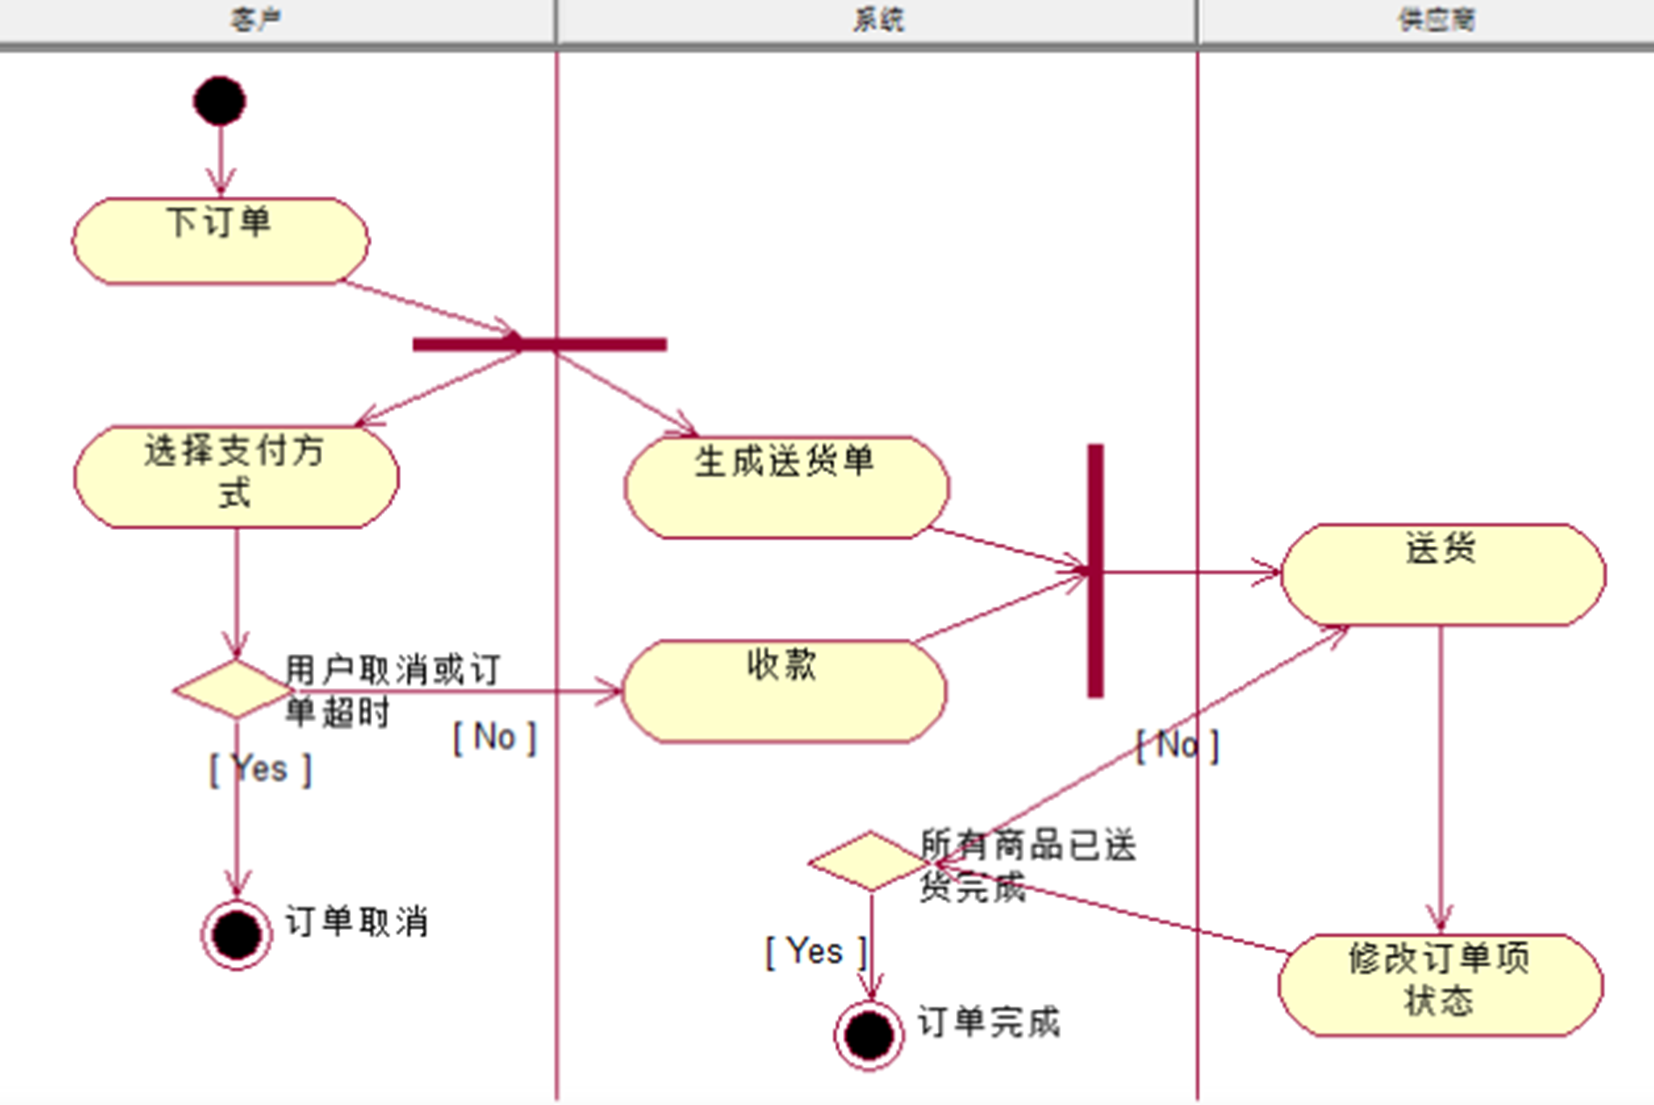 客户
系统
供应商
下订单
选择支付方
式
生成送货单
送货
用户取消或订
单超时
收款
[ No ]
[ Yes ]
[ No ]
所有商品已送
货完成
订单取消
[ Yes ]
修改订单项
状态
订单完成